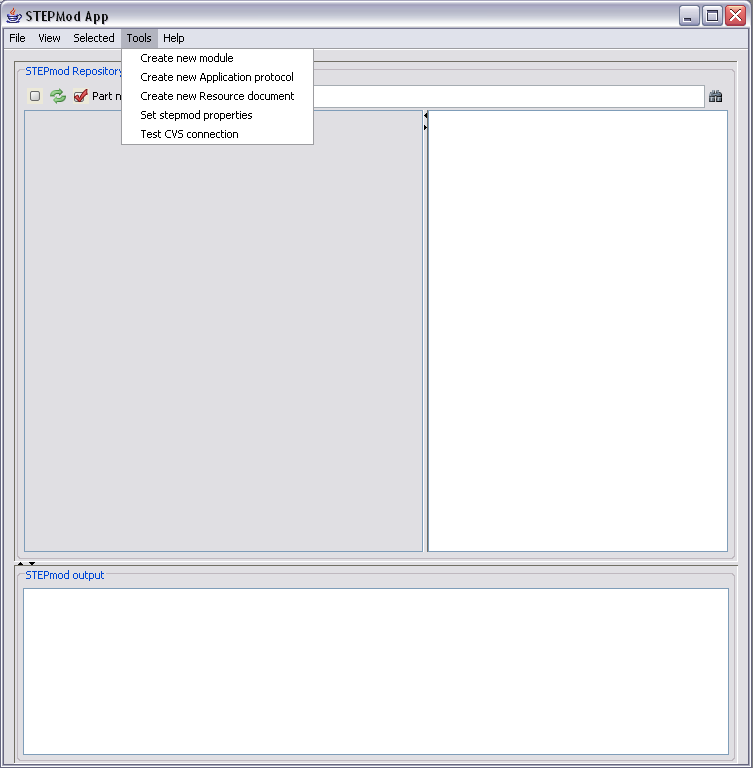 STEPMod App
File View Selected Tools Help
Create new module
Create new Application protocol
Create new Resource document
Set stepmod properties
Test CVS connection
STEPmod Repository
Part n
STEPmod output